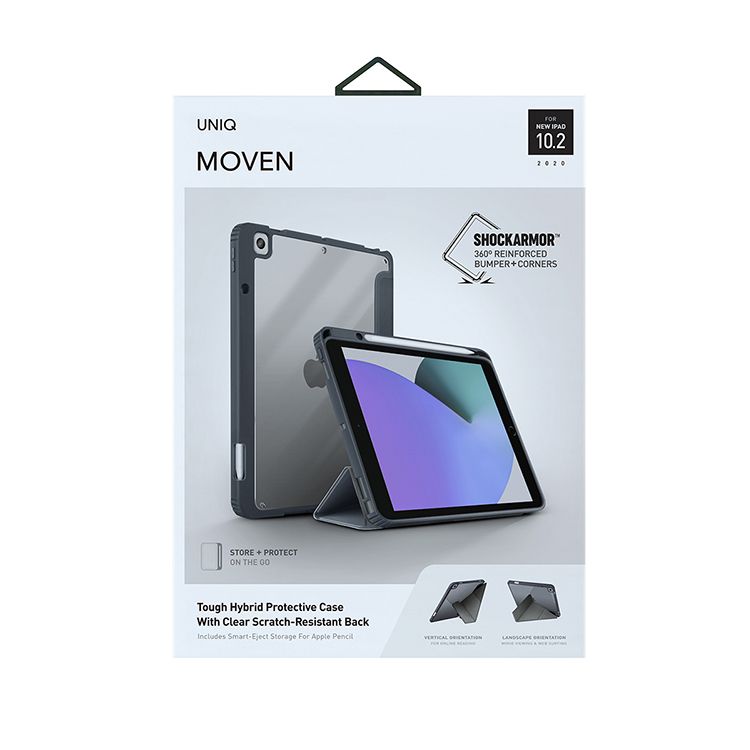 UNIQ
MOVEN
FOR
NEW IPAD
10.2
2020
SHOCKARMOR™
360° REINFORCED
BUMPER+CORNERS
STORE + PROTECT
ON THE GO
Tough Hybrid Protective Case
With Clear Scratch-Resistant Back
Includes Smart-Eject Storage For Apple Pencil
VERTICAL ORIENTATION
FOR ONLINE READING
LANDSCAPE ORIENTATION
MOVIE VIEWING & WEB SURFING